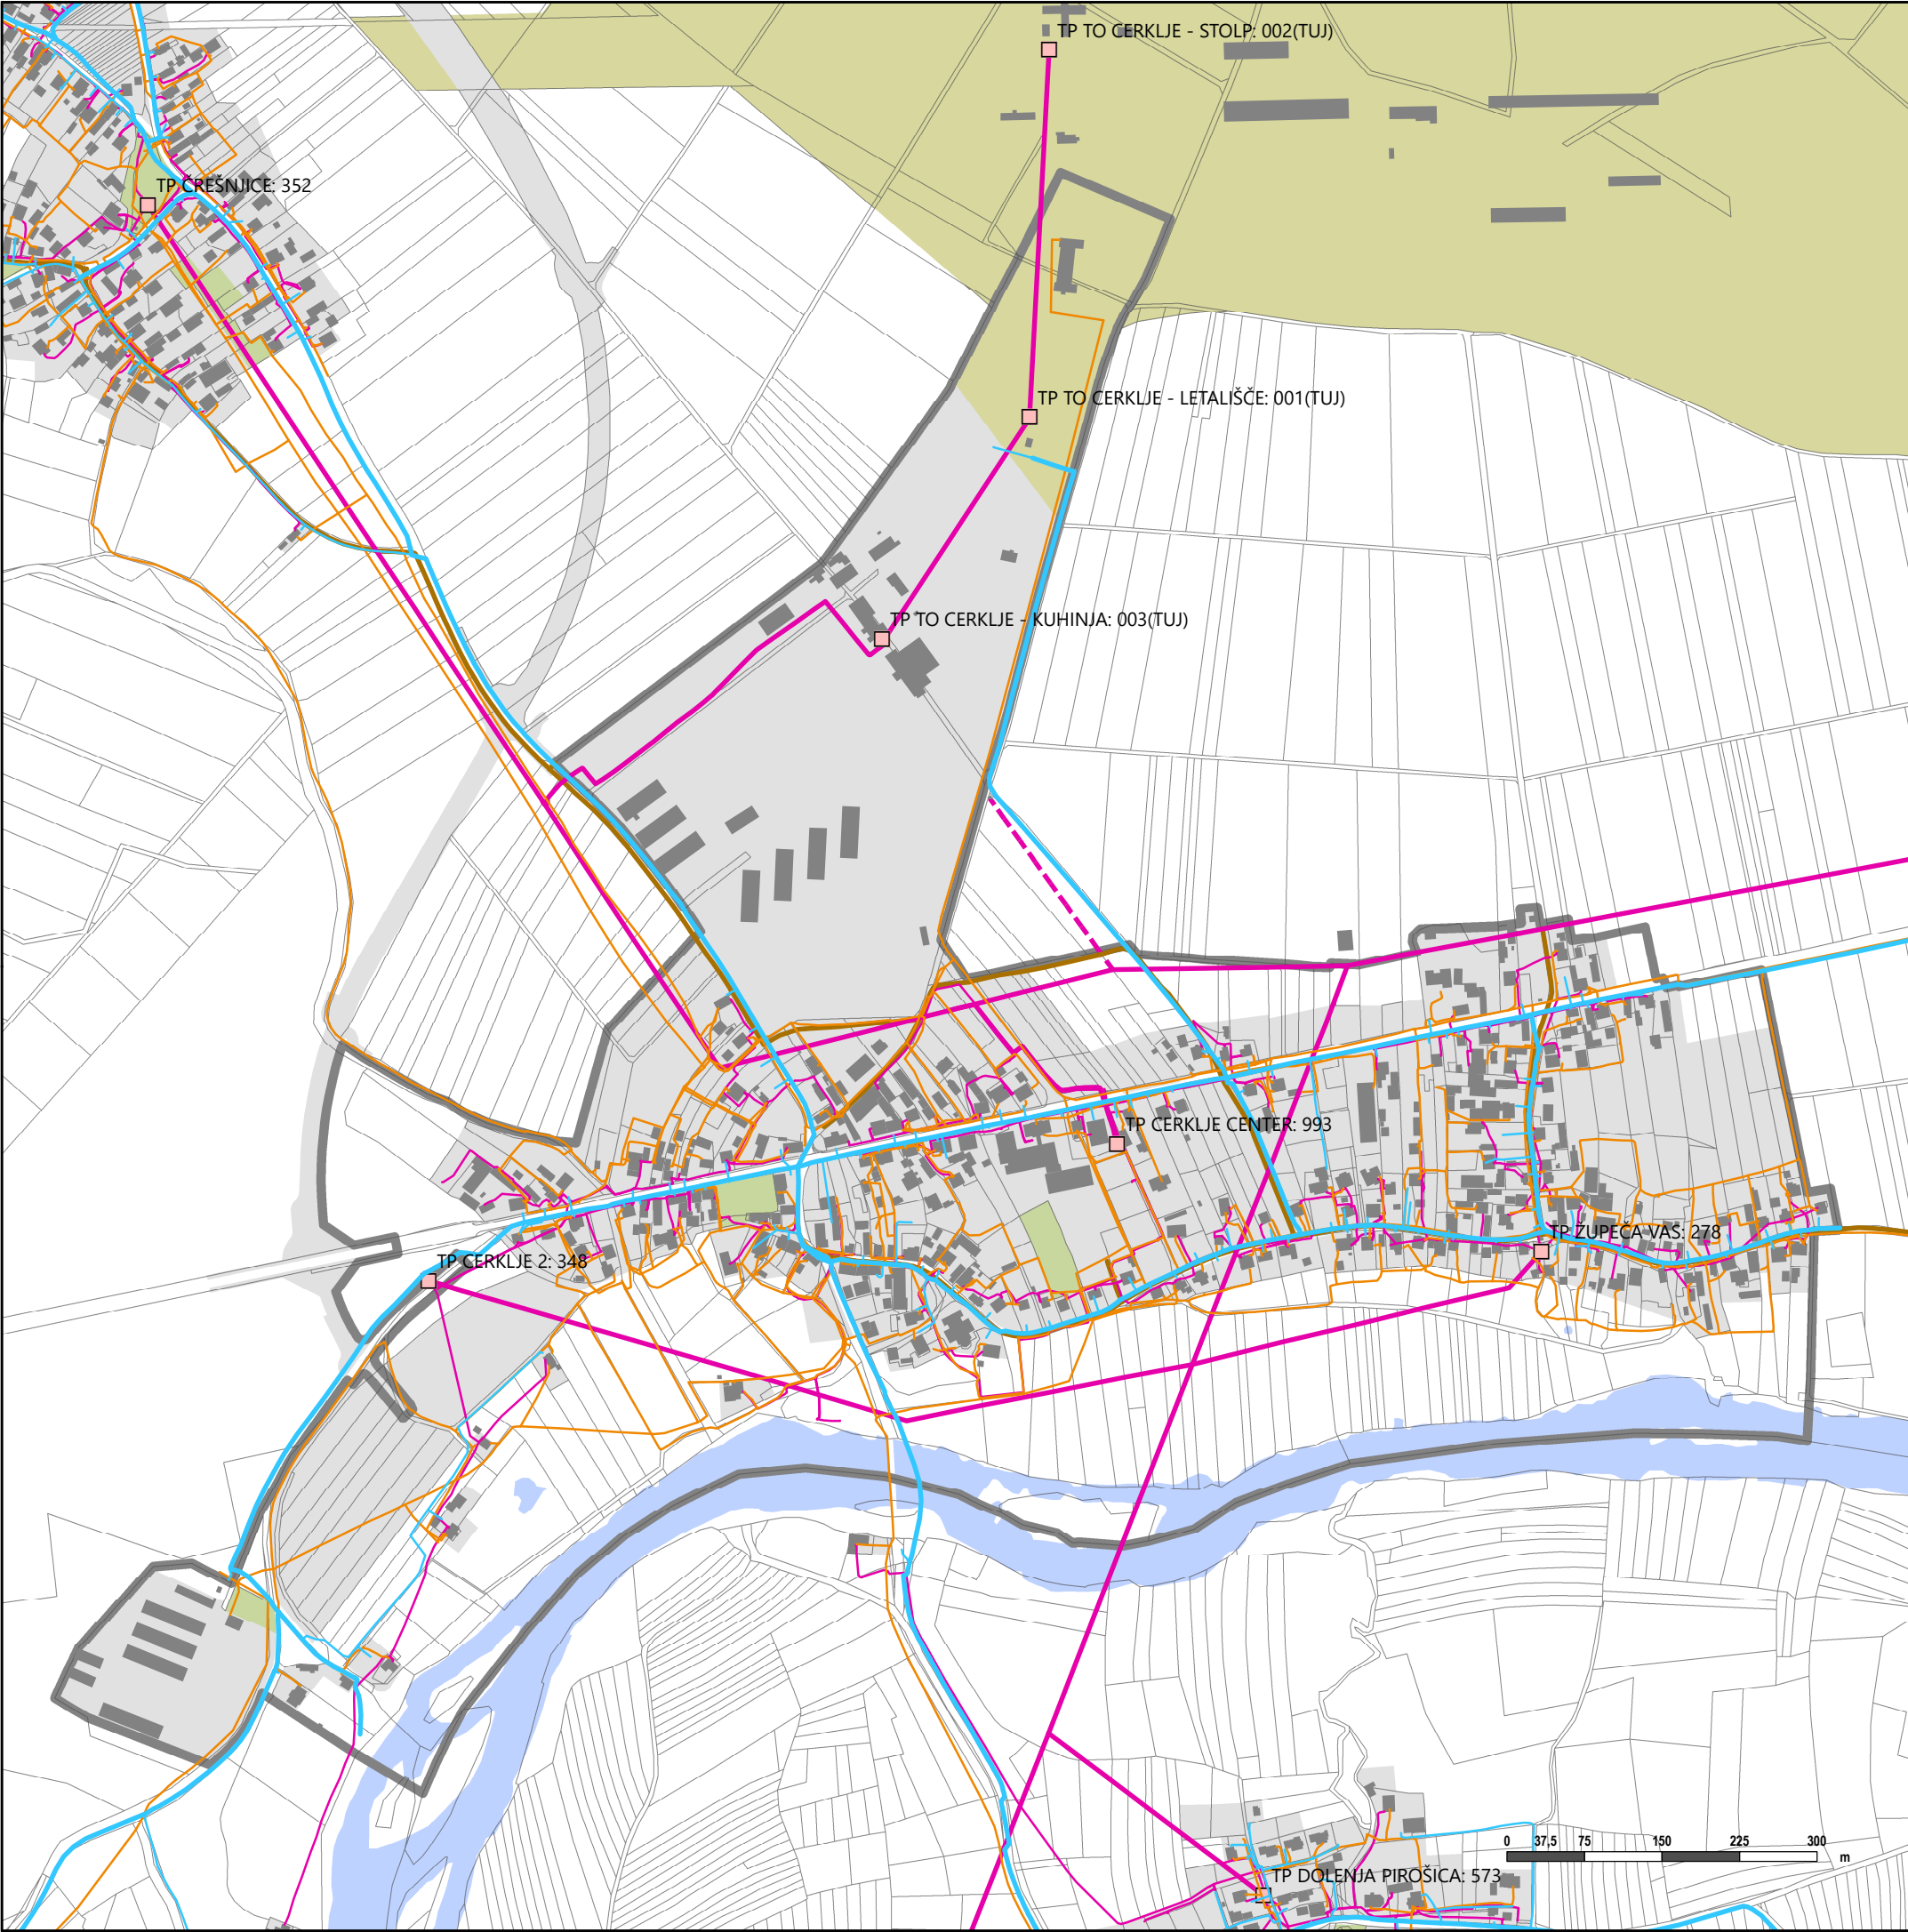 TP TO CERKLJE - STOLP: 002(TUJ)
TP ČREŠNJICE: 352
TP TO CERKLJE - LETALIŠČE: 001(TUJ)
TP TO CERKLJE - KUHINJA: 003(TUJ)
TP CERKLJE CENTER: 993
TP ŽUPEČA VAS: 278
TP CERKLJE 2: 348
0 37,5 75 150 225 300
m
TP DOLENJA PIROŠICA: 573